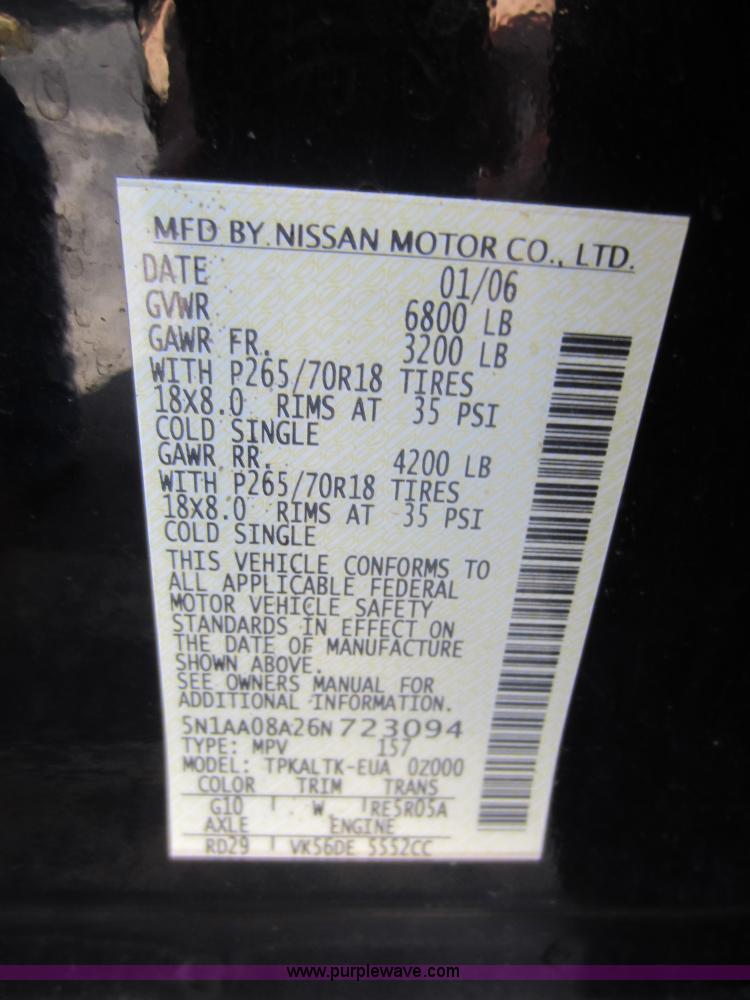 MFD BY NISSAN MOTOR CO., LTD.
DATE 01/06
GVWR 6800 LB
GAWR FR. 3200 LB
WITH P265/70R18 TIRES
18X8.0 RIMS AT 35 PSI
COLD SINGLE
GAWR RR. 4200 LB
WITH P265/70R18 TIRES
18X8.0 RIMS AT 35 PSI
COLD SINGLE
THIS VEHICLE CONFORMS TO
ALL APPLICABLE FEDERAL
MOTOR VEHICLE SAFETY
STANDARDS IN EFFECT ON
THE DATE OF MANUFACTURE
SHOWN ABOVE.
SEE OWNERS MANUAL FOR
ADDITIONAL INFORMATION.
5N1AA08A26N723094
TYPE: MPV 157
MODEL: TPKALTK-EUA 0Z000
COLOR TRIM TRANS
G10 W RE5R05A
AXLE ENGINE
RD29 VK56DE 5552CC
www.purplewave.com